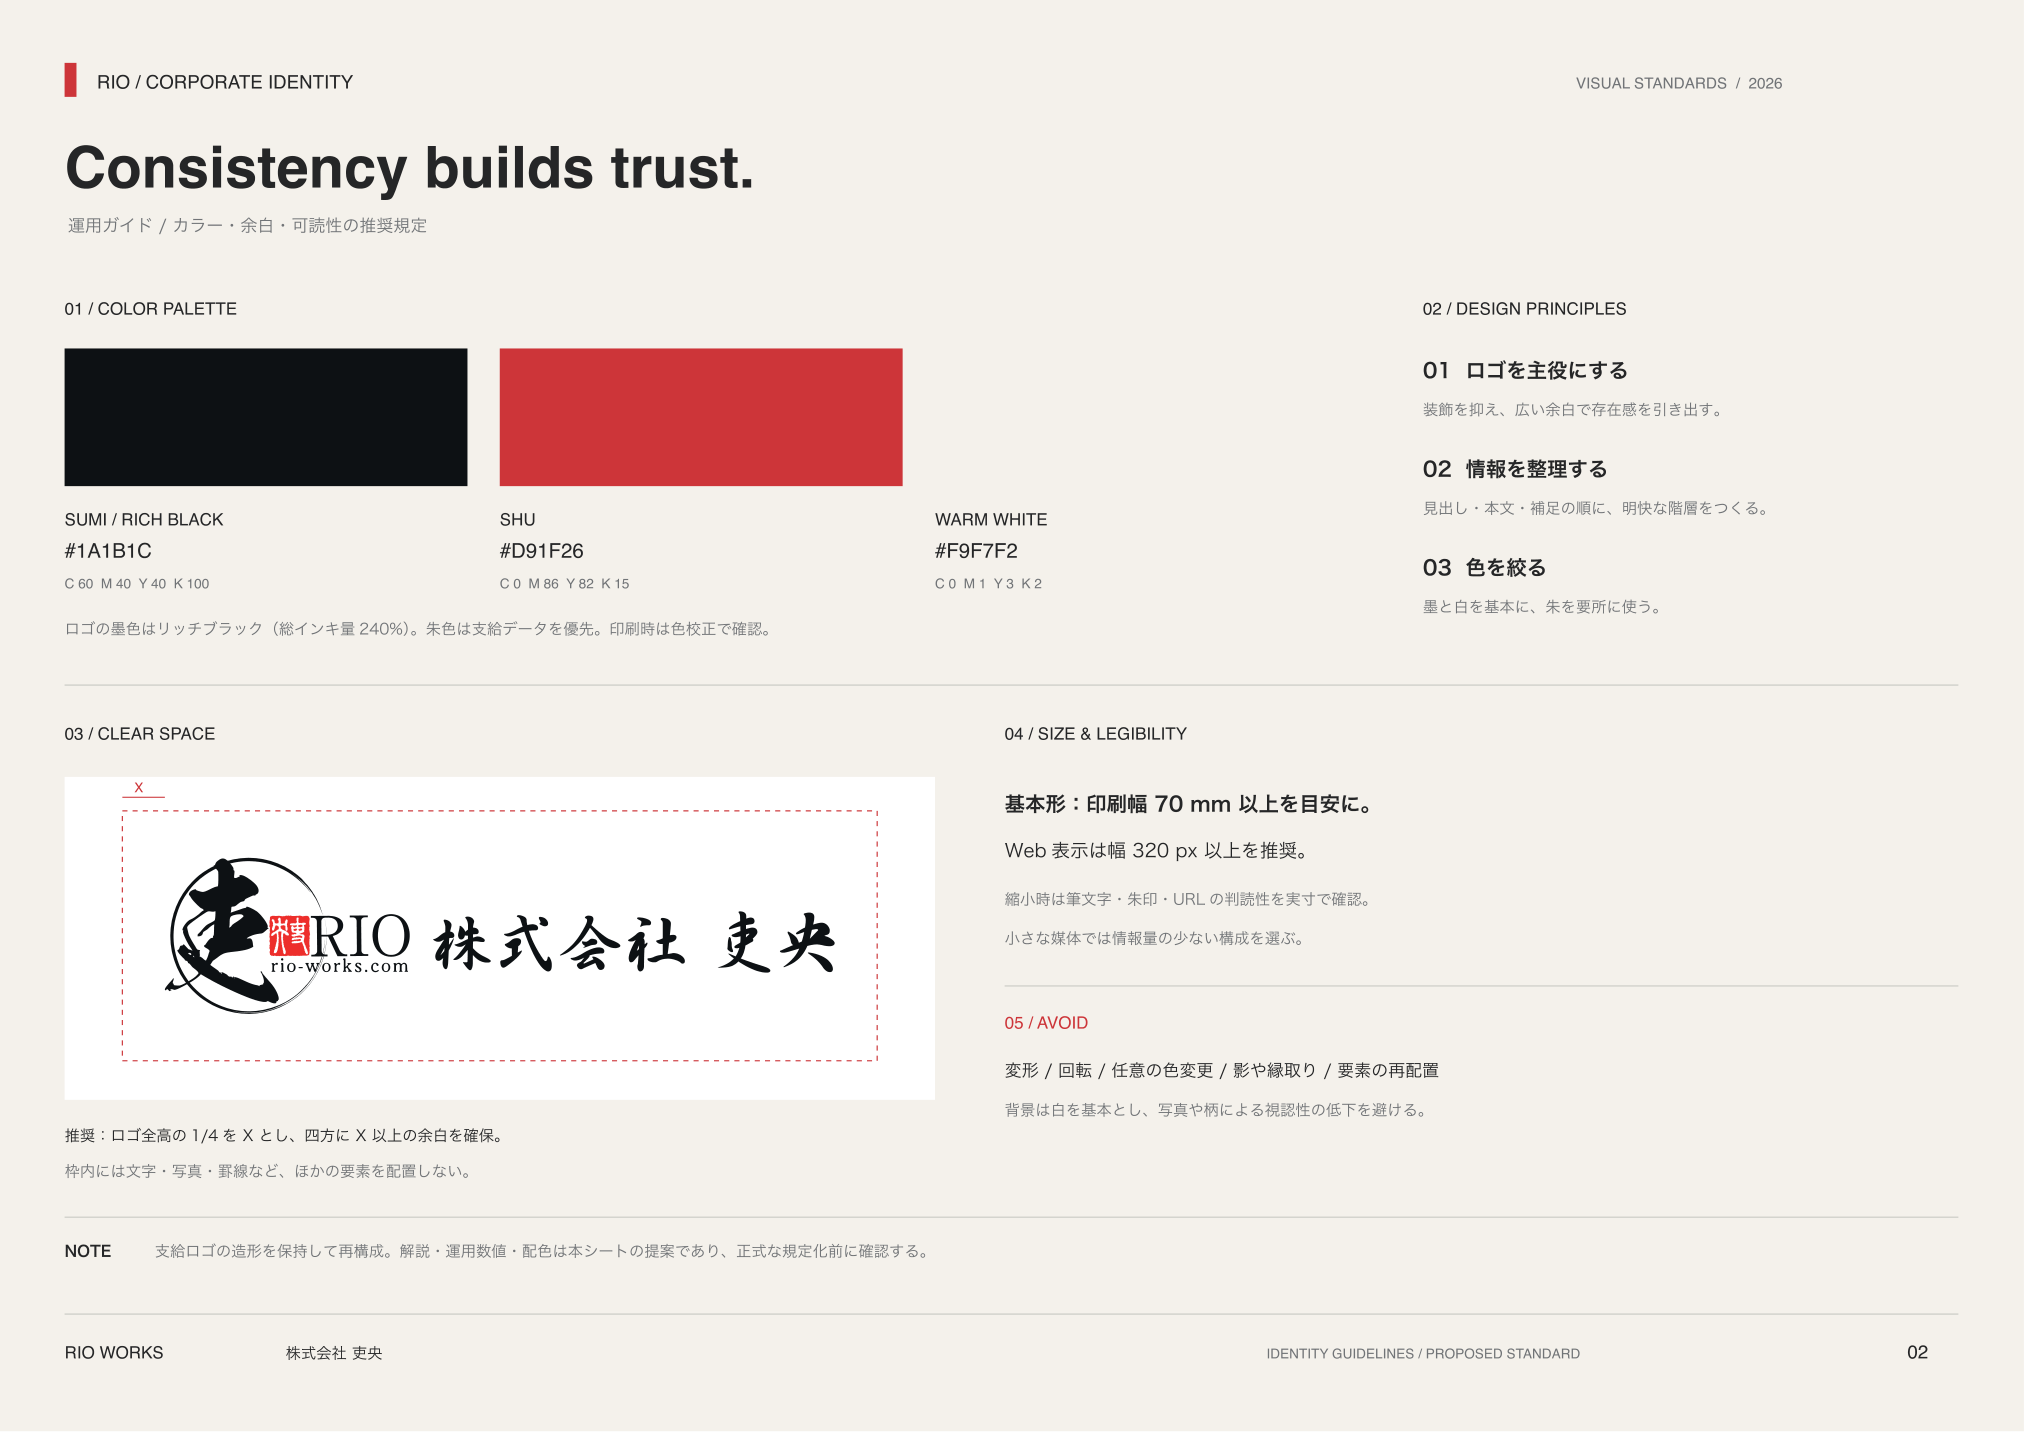 RIO / CORPORATE IDENTITY
VISUAL STANDARDS / 2026
Consistency builds trust.
運用ガイド / カラー・余白・可読性の推奨規定
01 / COLOR PALETTE
SUMI / RICH BLACK
#1A1B1C
C 60 M 40 Y 40 K 100
SHU
#D91F26
C 0 M 86 Y 82 K 15
WARM WHITE
#F9F7F2
C 0 M 1 Y 3 K 2
ロゴの墨色はリッチブラック（総インキ量 240%）。朱色は支給データを優先。印刷時は色校正で確認。
02 / DESIGN PRINCIPLES
01 ロゴを主役にする
装飾を抑え、広い余白で存在感を引き出す。
02 情報を整理する
見出し・本文・補足の順に、明快な階層をつくる。
03 色を絞る
墨と白を基本に、朱を要所に使う。
03 / CLEAR SPACE
X
吏
RIO
rio-works.com
株式会社 吏央
推奨：ロゴ全高の 1/4 を X とし、四方に X 以上の余白を確保。
枠内には文字・写真・罫線など、ほかの要素を配置しない。
04 / SIZE & LEGIBILITY
基本形：印刷幅 70 mm 以上を目安に。
Web 表示は幅 320 px 以上を推奨。
縮小時は筆文字・朱印・URL の判読性を実寸で確認。
小さな媒体では情報量の少ない構成を選ぶ。
05 / AVOID
変形 / 回転 / 任意の色変更 / 影や縁取り / 要素の再配置
背景は白を基本とし、写真や柄による視認性の低下を避ける。
NOTE
支給ロゴの造形を保持して再構成。解説・運用数値・配色は本シートの提案であり、正式な規定化前に確認する。
RIO WORKS
株式会社 吏央
IDENTITY GUIDELINES / PROPOSED STANDARD
02